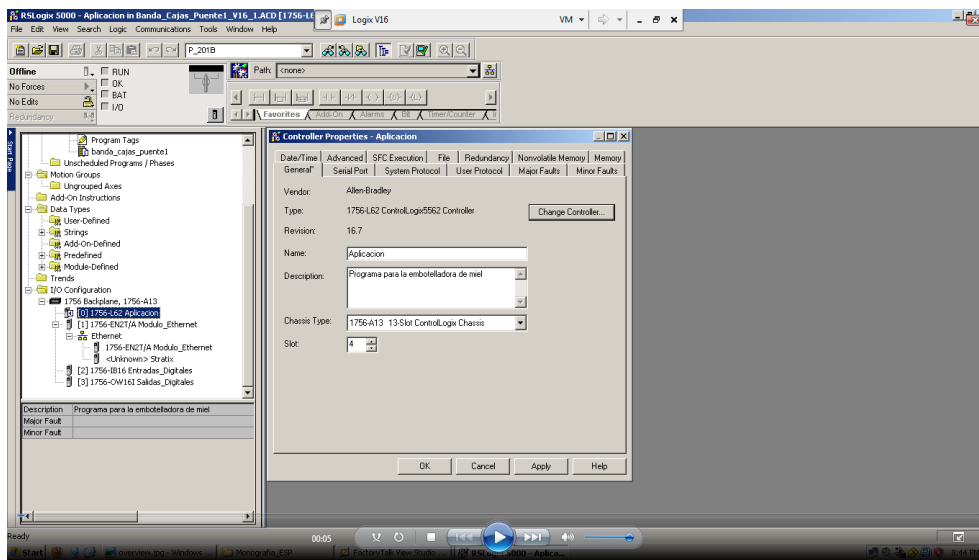 RSLogix 5000 - Aplicacion in Banda_Cajas_Puente1_V16_1.ACD [1756-L6
Logix V16
VM
File Edit View Search Logic Communications Tools Window Help
P_201B
Offline
RUN
Path: <none>
No Forces
OK
No Edits
BAT
I/O
Redundancy
Favorites Add-On Alarms Bit Timer/Counter
Start Page
Program Tags
banda_cajas_puente1
Unscheduled Programs / Phases
Motion Groups
Ungrouped Axes
Add-On Instructions
Data Types
User-Defined
Strings
Add-On-Defined
Predefined
Module-Defined
Trends
I/O Configuration
1756 Backplane, 1756-A13
[0] 1756-L62 Aplicacion
[1] 1756-EN2T/A Modulo_Ethernet
Ethernet
1756-EN2T/A Modulo_Ethernet
<Unknown> Stratix
[2] 1756-IB16 Entradas_Digitales
[3] 1756-OW16I Salidas_Digitales
Description Programa para la embotelladora de miel
Major Fault
Minor Fault
Controller Properties - Aplicacion
Date/Time Advanced SFC Execution File Redundancy Nonvolatile Memory Memory
General* Serial Port System Protocol User Protocol Major Faults Minor Faults
Vendor: Allen-Bradley
Type: 1756-L62 ControlLogix5562 Controller
Change Controller...
Revision: 16.7
Name: Aplicacion
Description: Programa para la embotelladora de miel
Chassis Type: 1756-A13 13-Slot ControlLogix Chassis
Slot: 4
OK Cancel Apply Help
Ready
00:05
Start
overview.jpg - Windows
Monografia_ESP
FactoryTalk View Studio
RSLogix 5000 - Aplica...